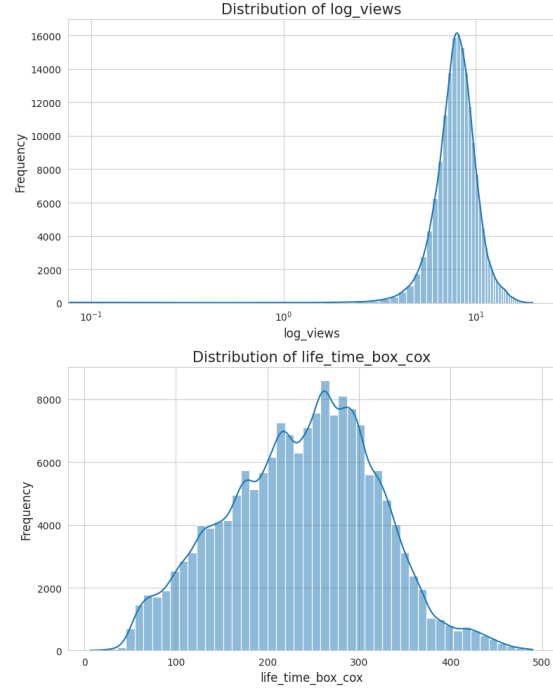 Distribution of log_views
16000
14000
12000
10000
8000
6000
4000
2000
0
Frequency
10⁻¹ 10⁰ 10¹
log_views
Distribution of life_time_box_cox
8000
6000
4000
2000
0
Frequency
0 100 200 300 400 500
life_time_box_cox